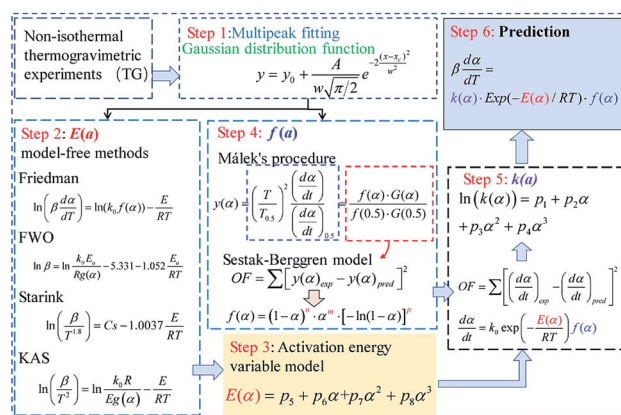 Non-isothermal
thermogravimetric
experiments (TG)
Step 1:Multipeak fitting
Gaussian distribution function
y = y₀ + A/(w√(π/2)) e^(-2(x-x_c)²/w²)
Step 6: Prediction
β dα/dT =
k(α)·Exp(−E(α)/RT)·f(α)
Step 2: E(a)
model-free methods
Friedman
ln(β dα/dT) = ln(k₀ f(α)) − E/RT
FWO
ln β = ln k₀E_a/Rg(α) − 5.331 − 1.052 E_a/RT
Starink
ln(β/T^1.8) = Cs − 1.0037 E/RT
KAS
ln(β/T²) = ln k₀R/Eg(α) − E/RT
Step 4: f(a)
Málek's procedure
y(α) = (T/T₀.₅)² (dα/dt)/(dα/dt)₀.₅ = f(α)·G(α)/f(0.5)·G(0.5)
Sestak-Berggren model
OF = ∑[y(α)exp − y(α)pred]²
f(α) = (1−α)ⁿ·αᵐ·[−ln(1−α)]ᵖ
Step 3: Activation energy
variable model
E(α) = p₅ + p₆α+p₇α² + p₈α³
Step 5: k(a)
ln(k(α)) = p₁ + p₂α
+p₃α² + p₄α³
OF = ∑[(dα/dt)exp − (dα/dt)pred]²
dα/dt = k₀ exp(−E(α)/RT) f(α)